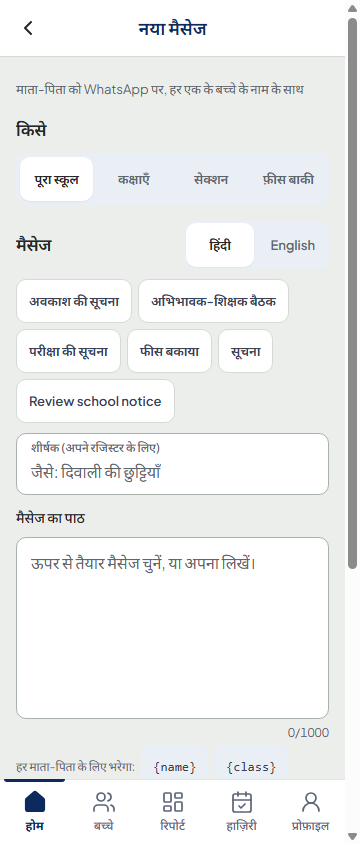 नया मैसेज
माता-पिता को WhatsApp पर, हर एक के बच्चे के नाम के साथ
किसे
पूरा स्कूल कक्षाएँ सेक्शन फ़ीस बाकी
मैसेज हिंदी English
अवकाश की सूचना अभिभावक-शिक्षक बैठक
परीक्षा की सूचना फीस बकाया सूचना
Review school notice
शीर्षक (अपने रजिस्टर के लिए)
जैसे: दिवाली की छुट्टियाँ
मैसेज का पाठ
ऊपर से तैयार मैसेज चुनें, या अपना लिखें।
0/1000
हर माता-पिता के लिए भरेगा: {name} {class}
होम बच्चे रिपोर्ट हाज़िरी प्रोफ़ाइल